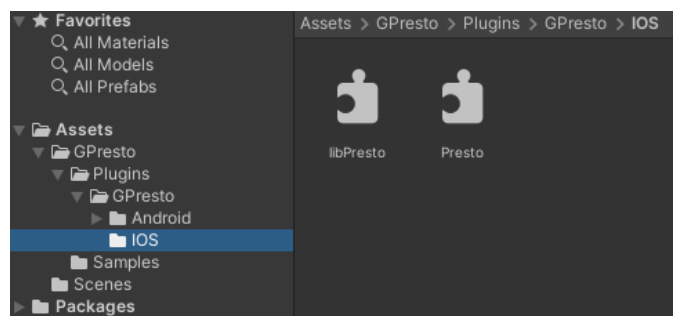 Favorites
All Materials
All Models
All Prefabs
Assets
GPresto
Plugins
GPresto
Android
IOS
Samples
Scenes
Packages
Assets > GPresto > Plugins > GPresto > IOS
libPresto
Presto